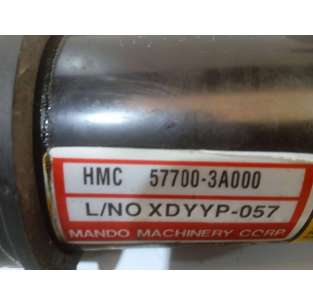 HMC 57700-3A000
L/NO XDYYP-057
MANDO MACHINERY CORP.